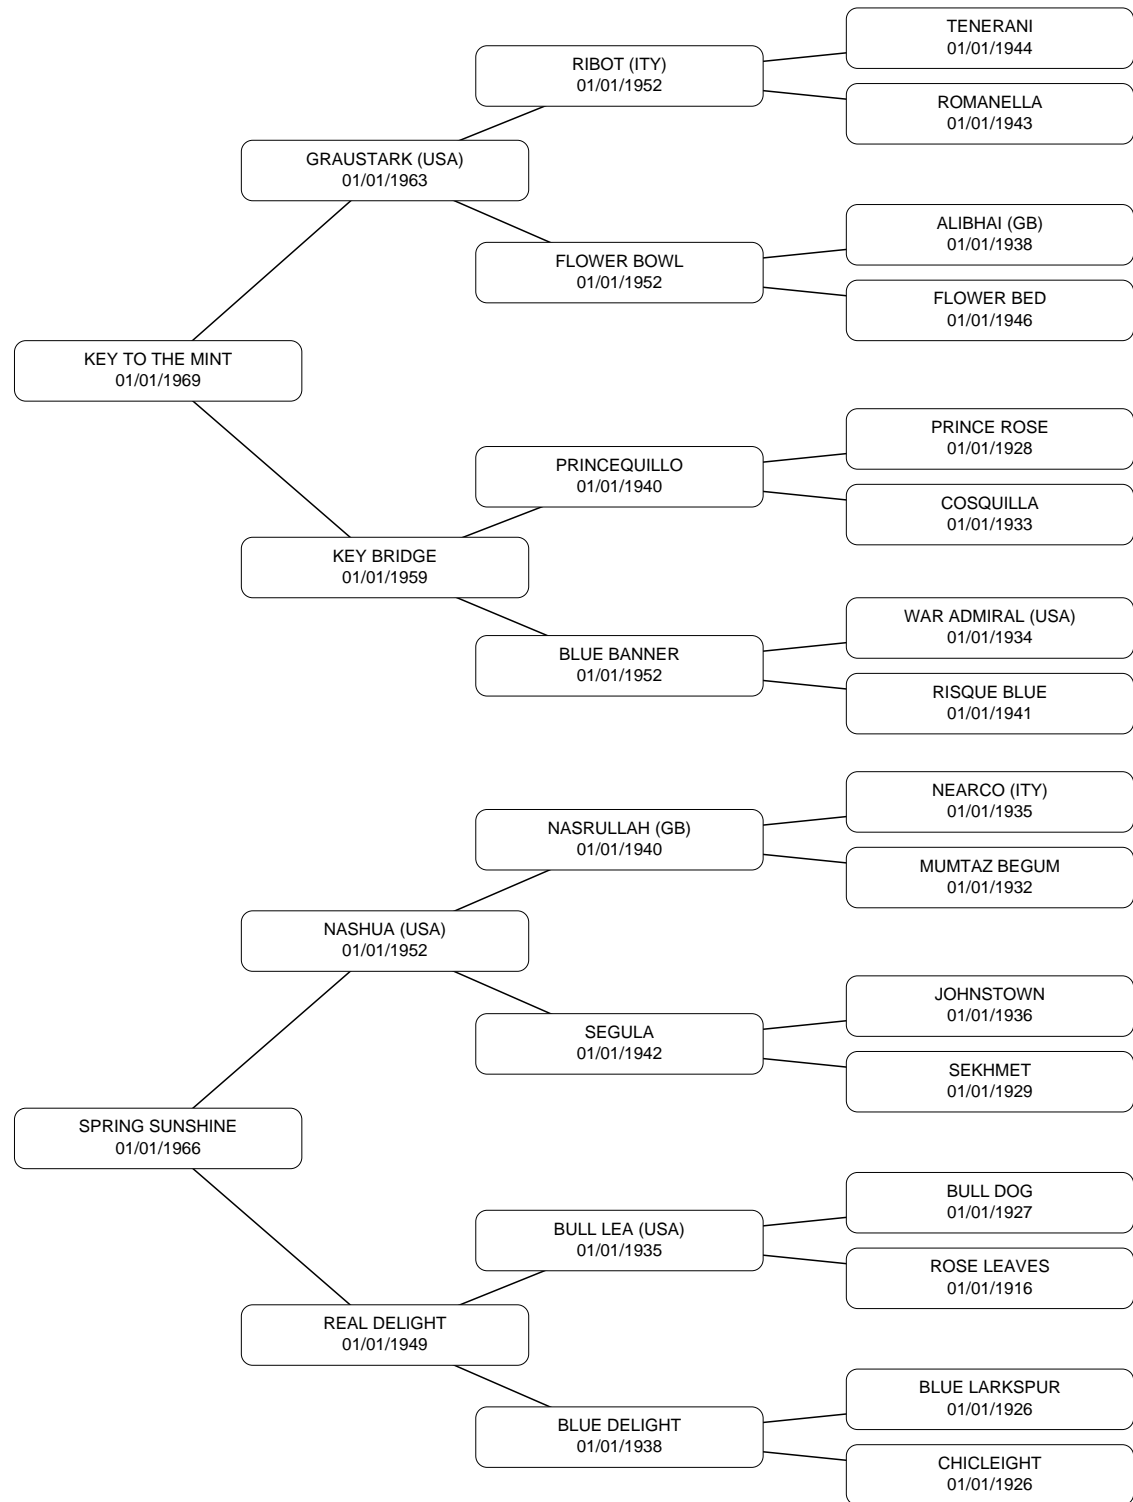 TENERANI
01/01/1944
RIBOT (ITY)
01/01/1952
ROMANELLA
01/01/1943
GRAUSTARK (USA)
01/01/1963
ALIBHAI (GB)
01/01/1938
FLOWER BOWL
01/01/1952
FLOWER BED
01/01/1946
KEY TO THE MINT
01/01/1969
PRINCE ROSE
01/01/1928
PRINCEQUILLO
01/01/1940
COSQUILLA
01/01/1933
KEY BRIDGE
01/01/1959
WAR ADMIRAL (USA)
01/01/1934
BLUE BANNER
01/01/1952
RISQUE BLUE
01/01/1941
NEARCO (ITY)
01/01/1935
NASRULLAH (GB)
01/01/1940
MUMTAZ BEGUM
01/01/1932
NASHUA (USA)
01/01/1952
JOHNSTOWN
01/01/1936
SEGULA
01/01/1942
SEKHMET
01/01/1929
SPRING SUNSHINE
01/01/1966
BULL DOG
01/01/1927
BULL LEA (USA)
01/01/1935
ROSE LEAVES
01/01/1916
REAL DELIGHT
01/01/1949
BLUE LARKSPUR
01/01/1926
BLUE DELIGHT
01/01/1938
CHICLEIGHT
01/01/1926